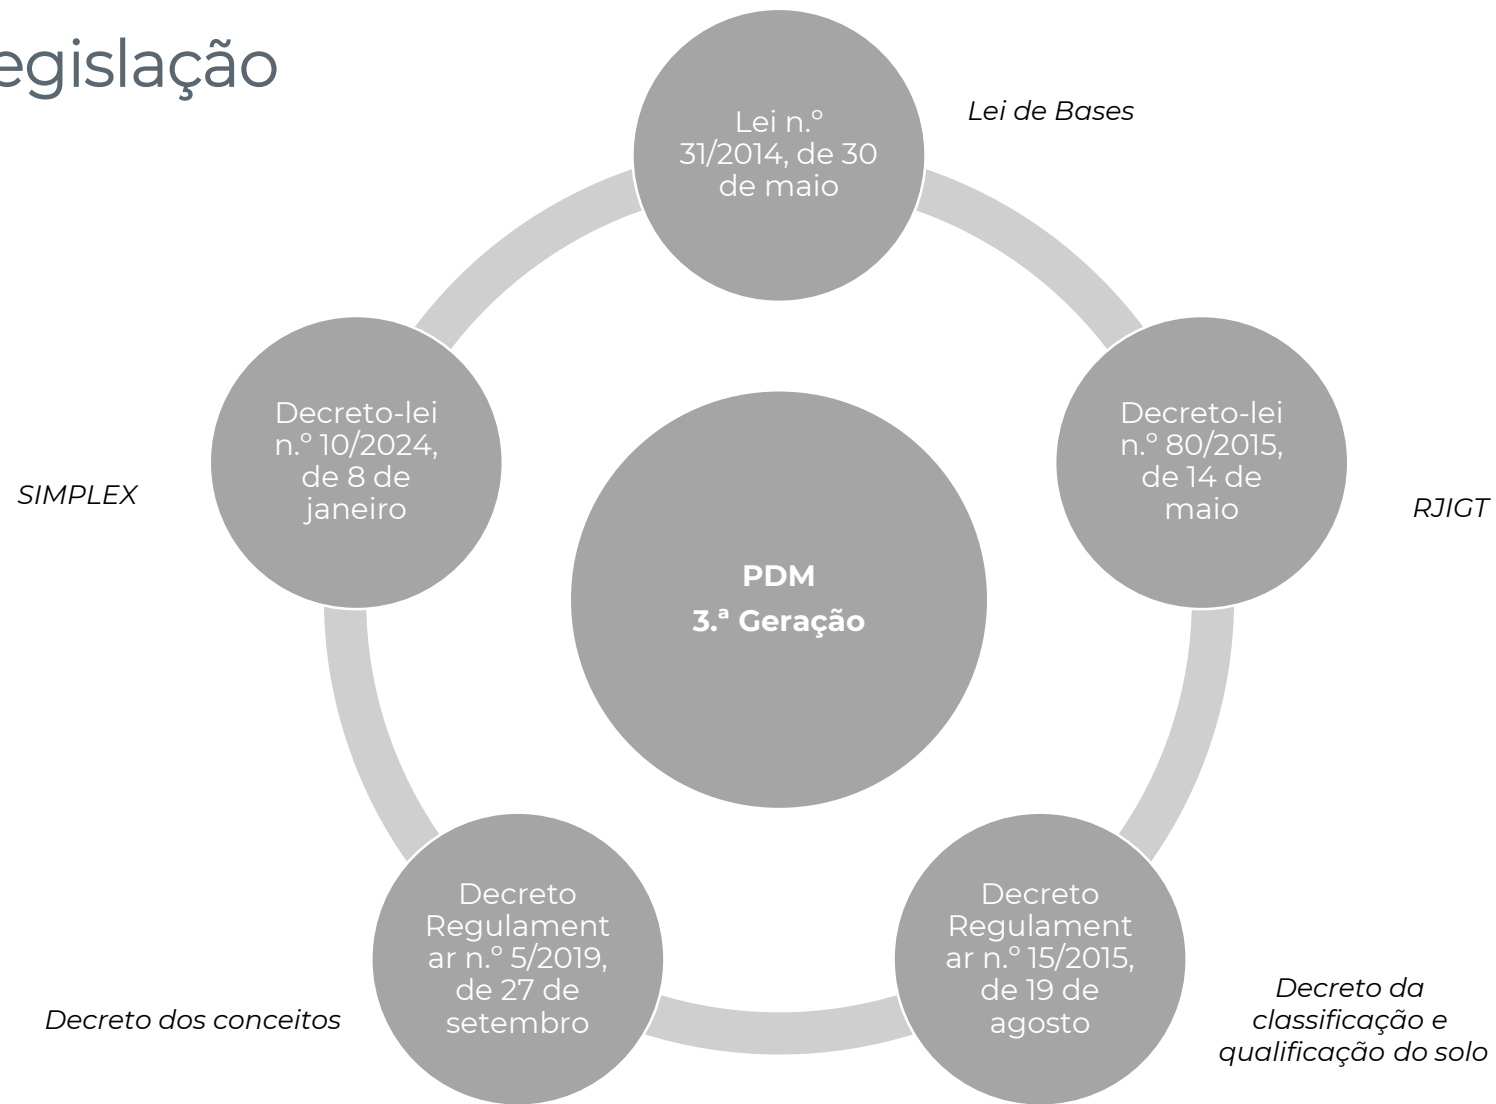 egislação
Lei n.º
31/2014, de 30
de maio
Lei de Bases
Decreto-lei
n.º 80/2015,
de 14 de
maio
RJIGT
Decreto
Regulament
ar n.º 15/2015,
de 19 de
agosto
Decreto da
classificação e
qualificação do solo
Decreto
Regulament
ar n.º 5/2019,
de 27 de
setembro
Decreto dos conceitos
Decreto-lei
n.º 10/2024,
de 8 de
janeiro
SIMPLEX
PDM
3.ª Geração